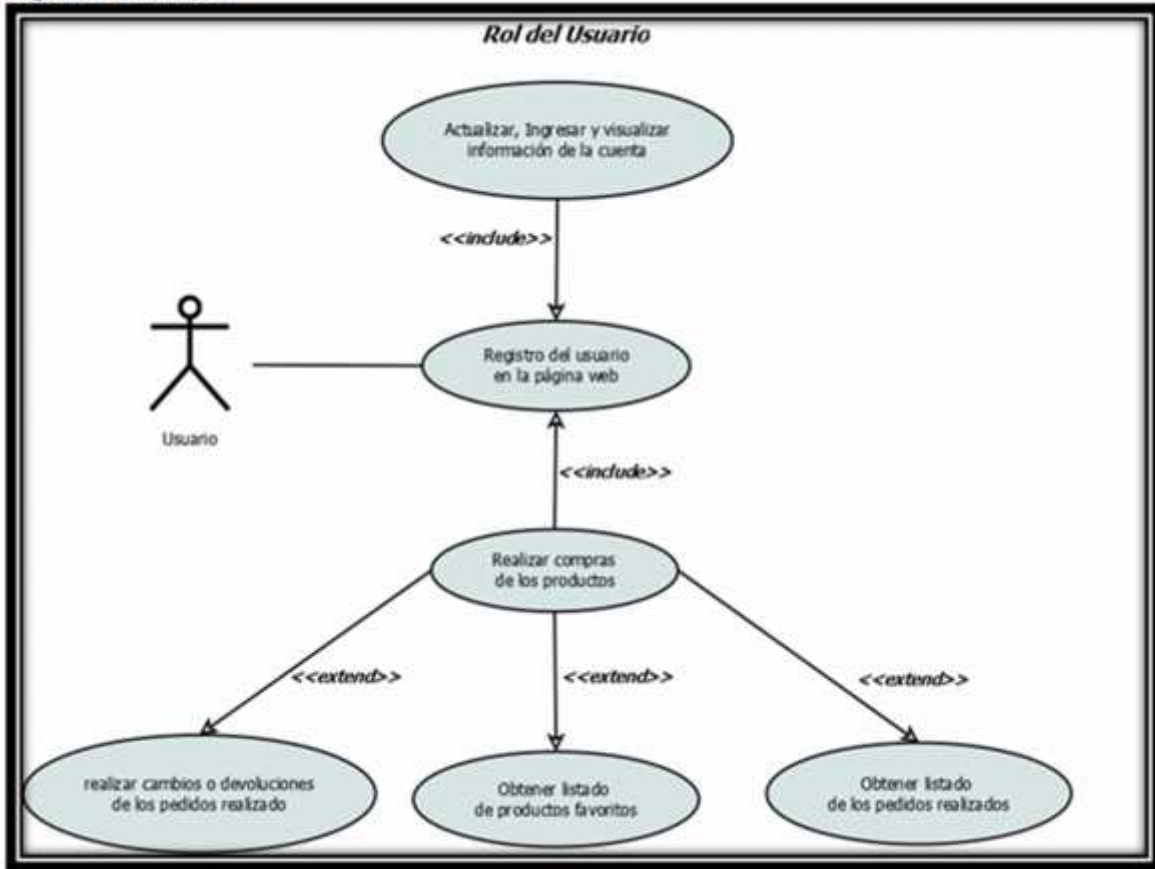 Rol del Usuario
Actualizar, Ingresar y visualizar
información de la cuenta
<<include>>
Registro del usuario
en la página web
Usuario
<<include>>
Realizar compras
de los productos
<<extend>>
<<extend>>
<<extend>>
realizar cambios o devoluciones
de los pedidos realizado
Obtener listado
de productos favoritos
Obtener listado
de los pedidos realizados